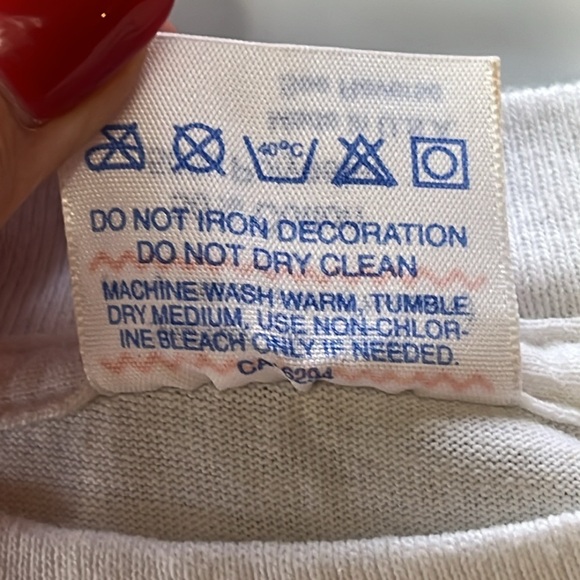 40°C
DO NOT IRON DECORATION
DO NOT DRY CLEAN
MACHINE WASH WARM, TUMBLE
DRY MEDIUM, USE NON-CHLOR-
INE BLEACH ONLY IF NEEDED.